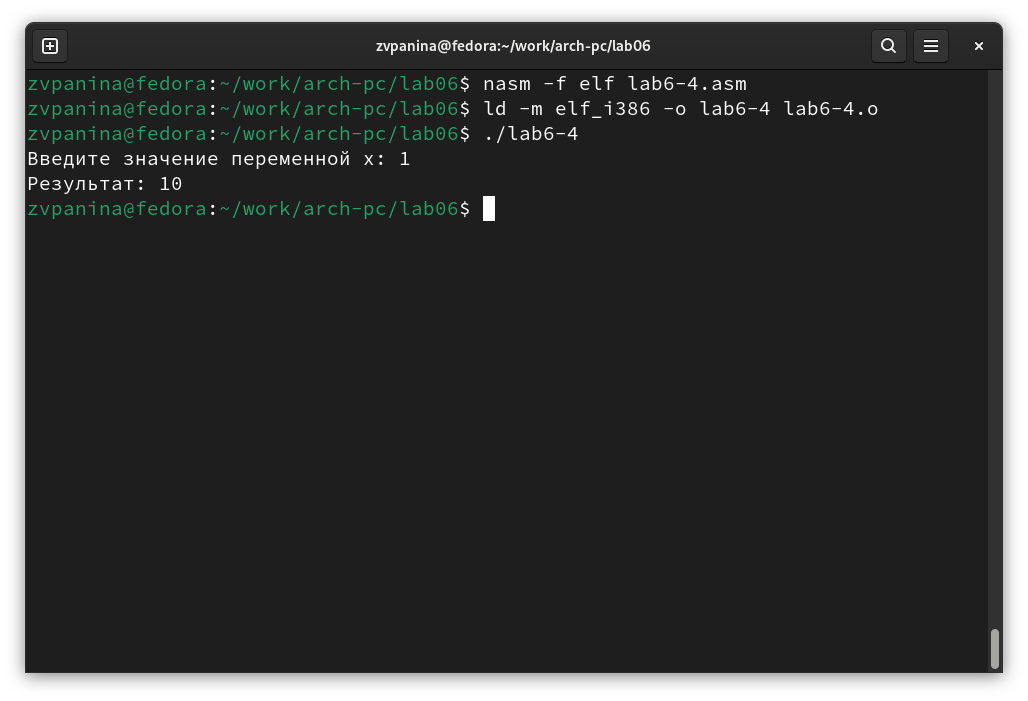 zvpanina@fedora:~/work/arch-pc/lab06
zvpanina@fedora:~/work/arch-pc/lab06$ nasm -f elf lab6-4.asm
zvpanina@fedora:~/work/arch-pc/lab06$ ld -m elf_i386 -o lab6-4 lab6-4.o
zvpanina@fedora:~/work/arch-pc/lab06$ ./lab6-4
Введите значение переменной х: 1
Результат: 10
zvpanina@fedora:~/work/arch-pc/lab06$